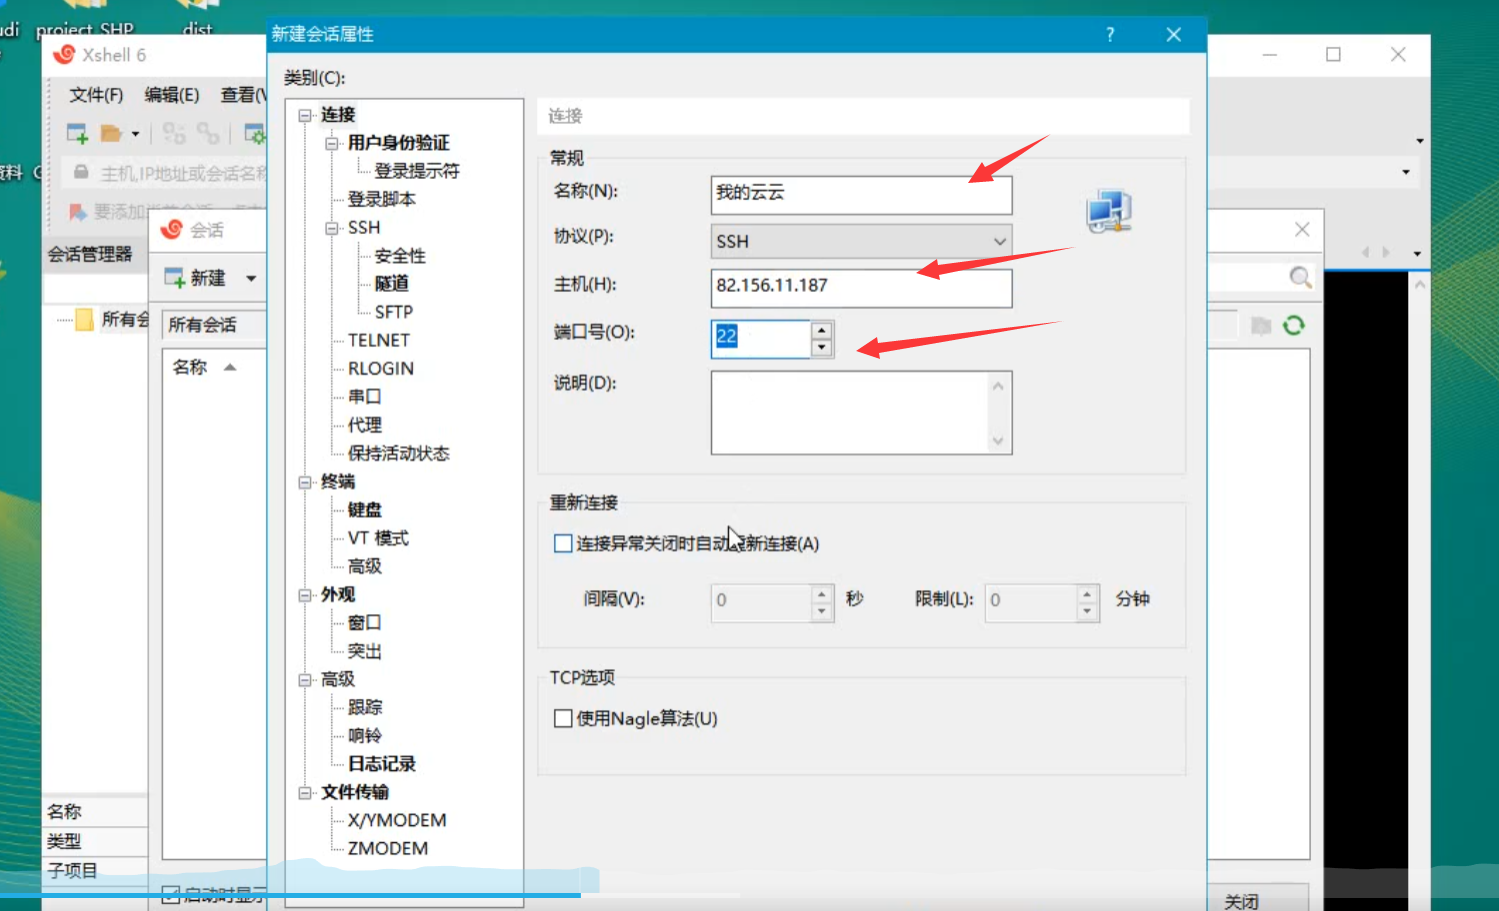 udi
project SHP
dist
资料
Xshell 6
文件(F) 编辑(E) 查看(V
主机,IP地址或会话名称
要添加当前会话
会话管理器
所有会
名称
类型
子项目
会话
新建
所有会话
名称
启动时显示
关闭
新建会话属性
?
类别(C):
连接
用户身份验证
登录提示符
登录脚本
SSH
安全性
隧道
SFTP
TELNET
RLOGIN
串口
代理
保持活动状态
终端
键盘
VT 模式
高级
外观
窗口
突出
高级
跟踪
响铃
日志记录
文件传输
X/YMODEM
ZMODEM
连接
常规
名称(N): 我的云云
协议(P): SSH
主机(H): 82.156.11.187
端口号(O): 22
说明(D):
重新连接
连接异常关闭时自动重新连接(A)
间隔(V): 0 秒 限制(L): 0 分钟
TCP选项
使用Nagle算法(U)